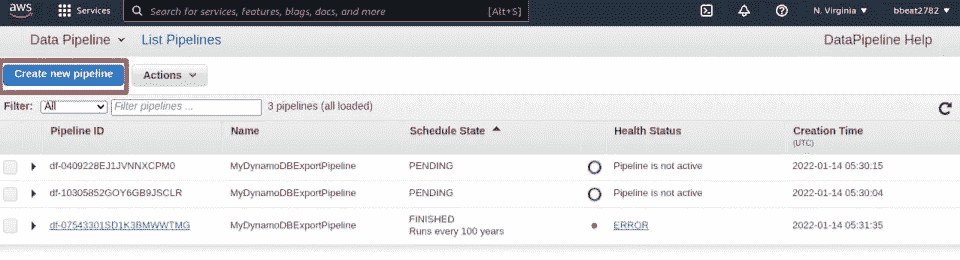 aws Services Search for services, features, blogs, docs, and more [Alt+S] N. Virginia bbeat2782
Data Pipeline List Pipelines DataPipeline Help
Create new pipeline Actions
Filter: All Filter pipelines ... 3 pipelines (all loaded)
Pipeline ID Name Schedule State Health Status Creation Time
(UTC)
df-0409228EJ1JVNNXCPM0 MyDynamoDBExportPipeline PENDING Pipeline is not active 2022-01-14 05:30:15
df-10305852GOY6GB9JSCLR MyDynamoDBExportPipeline PENDING Pipeline is not active 2022-01-14 05:30:04
df-07543301SD1K3BMWWTMG MyDynamoDBExportPipeline FINISHED ERROR 2022-01-14 05:31:35
Runs every 100 years